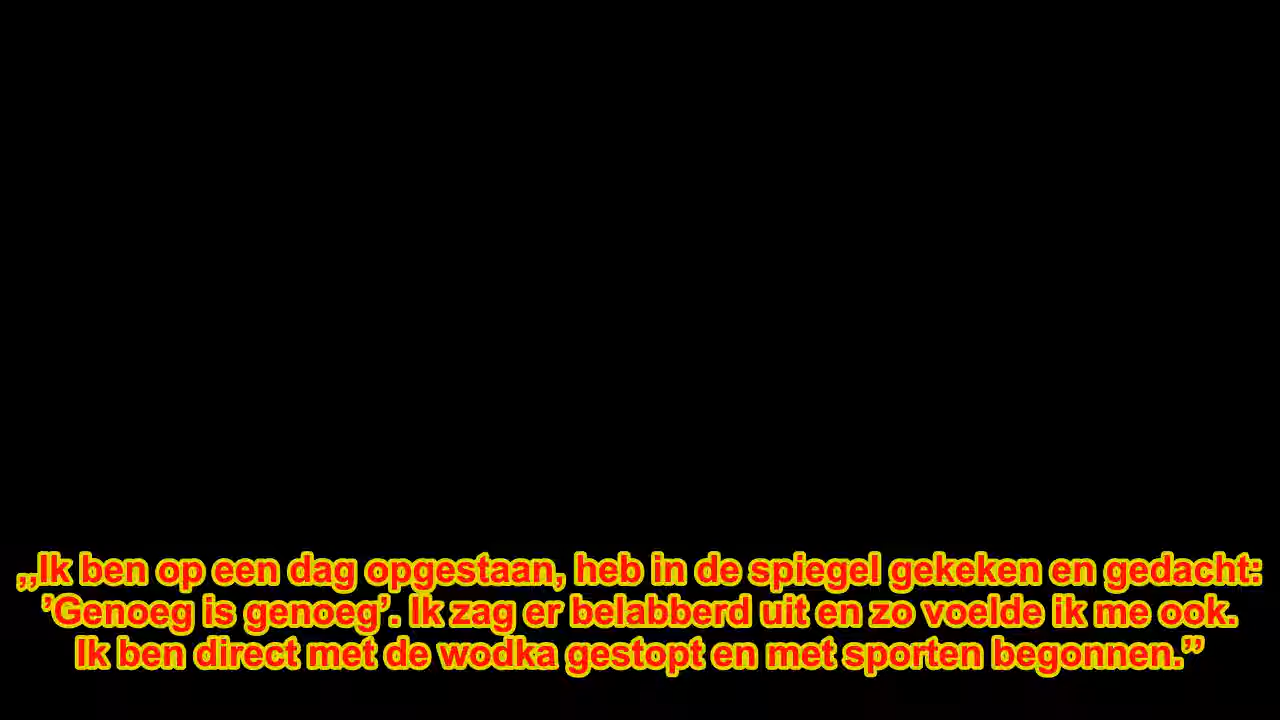 „Ik ben op een dag opgestaan, heb in de spiegel gekeken en gedacht:
’Genoeg is genoeg’. Ik zag er belabberd uit en zo voelde ik me ook.
Ik ben direct met de wodka gestopt en met sporten begonnen.”